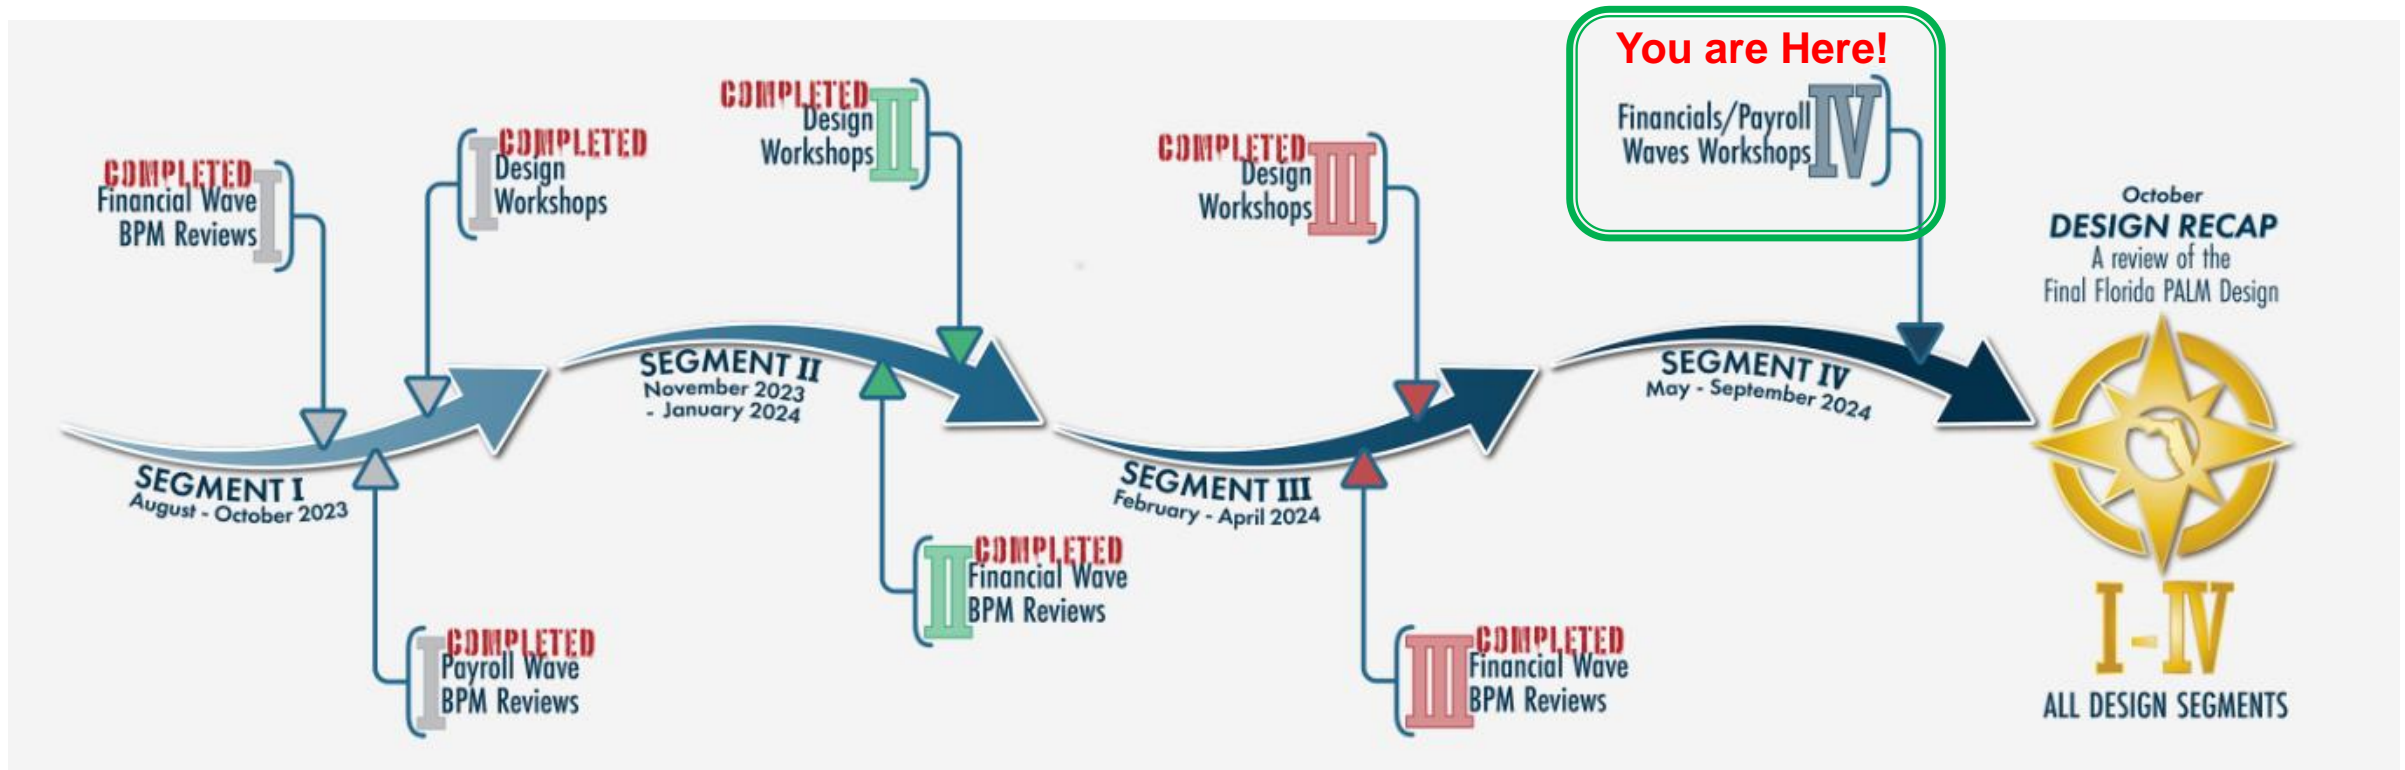 COMPLETED
Financial Wave
BPM Reviews
I
I
COMPLETED
Design
Workshops
SEGMENT I
August - October 2023
I
COMPLETED
Payroll Wave
BPM Reviews
COMPLETED
Design
Workshops
II
SEGMENT II
November 2023
- January 2024
II
COMPLETED
Financial Wave
BPM Reviews
COMPLETED
Design
Workshops
III
SEGMENT III
February - April 2024
III
COMPLETED
Financial Wave
BPM Reviews
You are Here!
Financials/Payroll
Waves Workshops
IV
SEGMENT IV
May - September 2024
October
DESIGN RECAP
A review of the
Final Florida PALM Design
I-IV
ALL DESIGN SEGMENTS